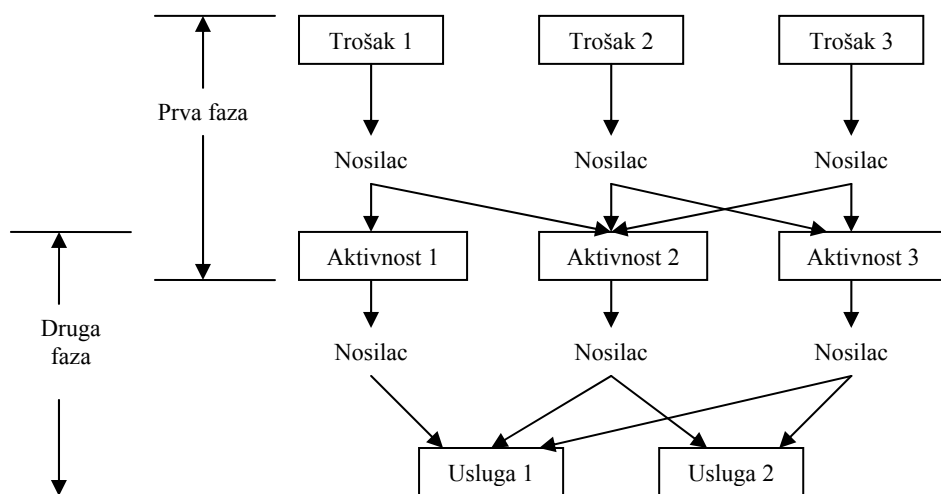 Trošak 1
Trošak 2
Trošak 3
Prva faza
Nosilac
Nosilac
Nosilac
Aktivnost 1
Aktivnost 2
Aktivnost 3
Druga
faza
Nosilac
Nosilac
Nosilac
Usluga 1
Usluga 2